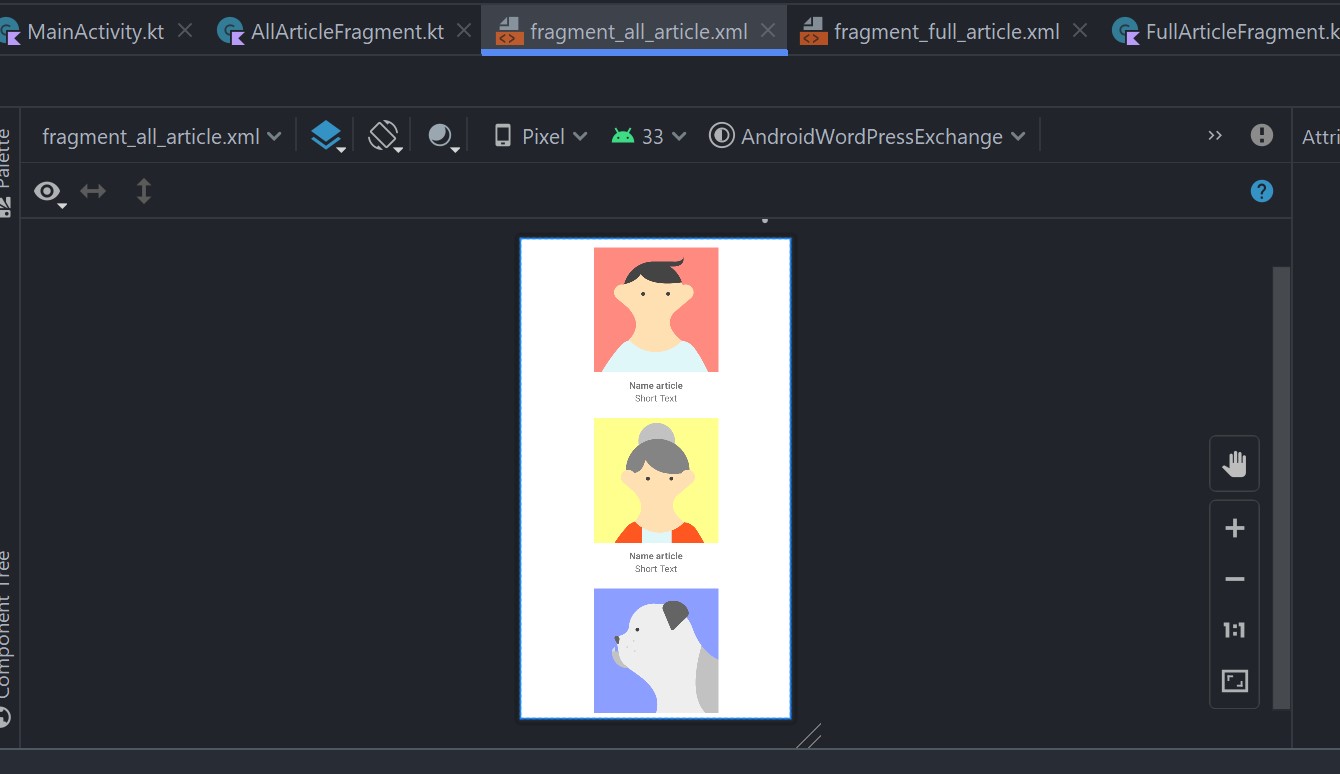 MainActivity.kt
AllArticleFragment.kt
fragment_all_article.xml
fragment_full_article.xml
FullArticleFragment.k
Palette
fragment_all_article.xml
Pixel
33
AndroidWordPressExchange
Attri
Name article
Short Text
Name article
Short Text
Component Tree
1:1